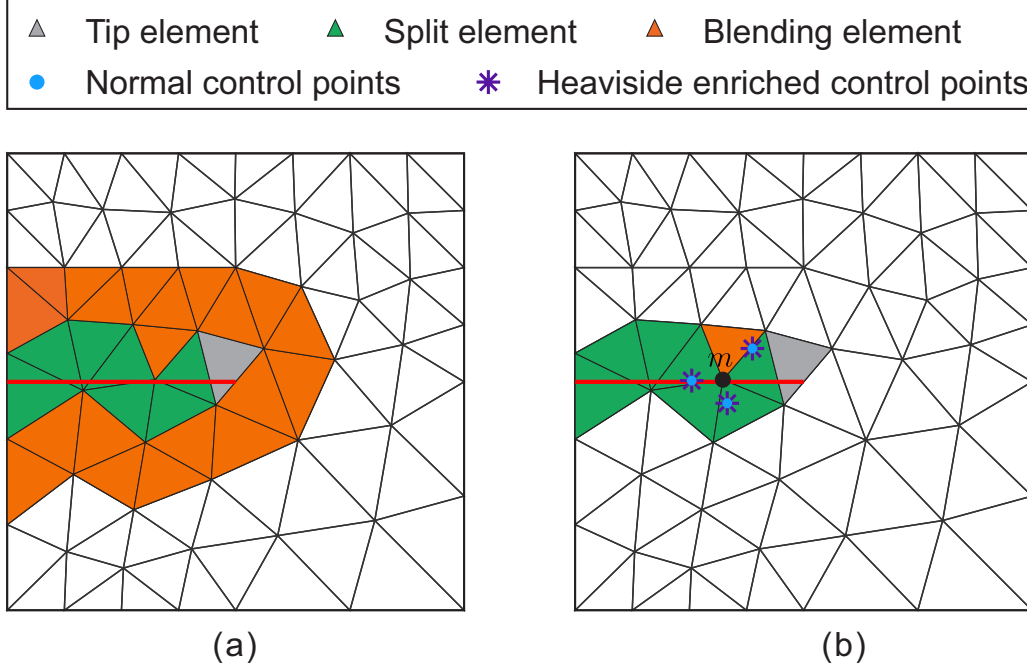 Tip element Split element Blending element
Normal control points Heaviside enriched control points
m
(a) (b)